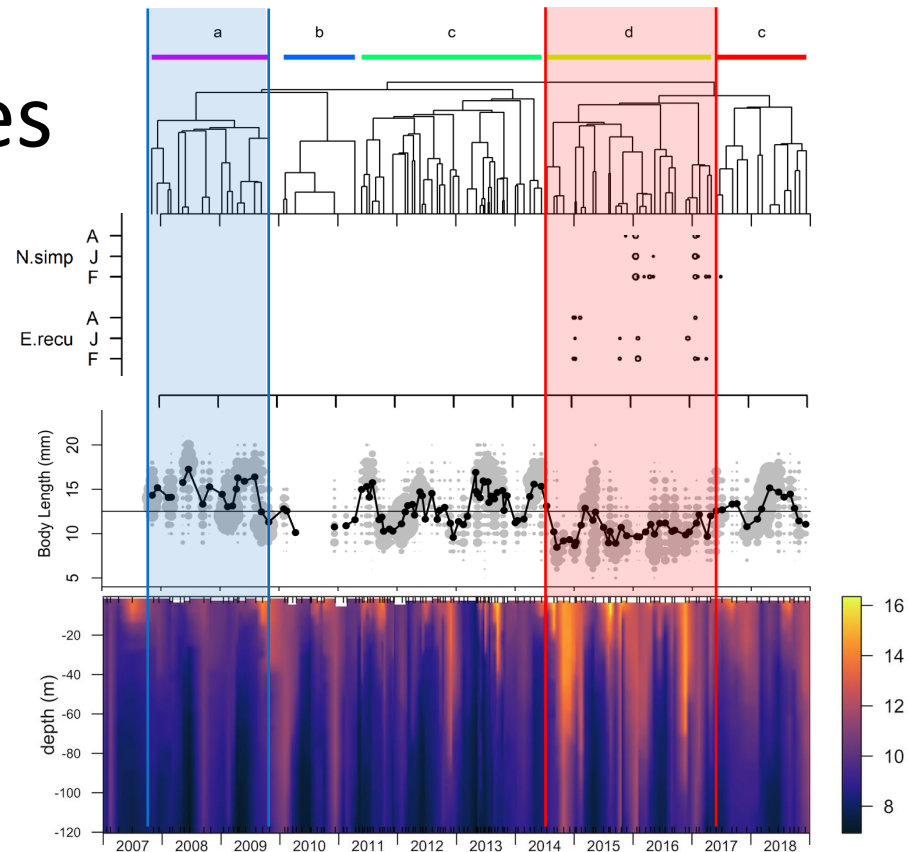 es
a b c d c
N.simp A
J
F
E.recu A
J
F
Body Length (mm)
20
15
10
5
depth (m)
-20
-40
-60
-80
-100
-120
2007 2008 2009 2010 2011 2012 2013 2014 2015 2016 2017 2018
16
14
12
10
8